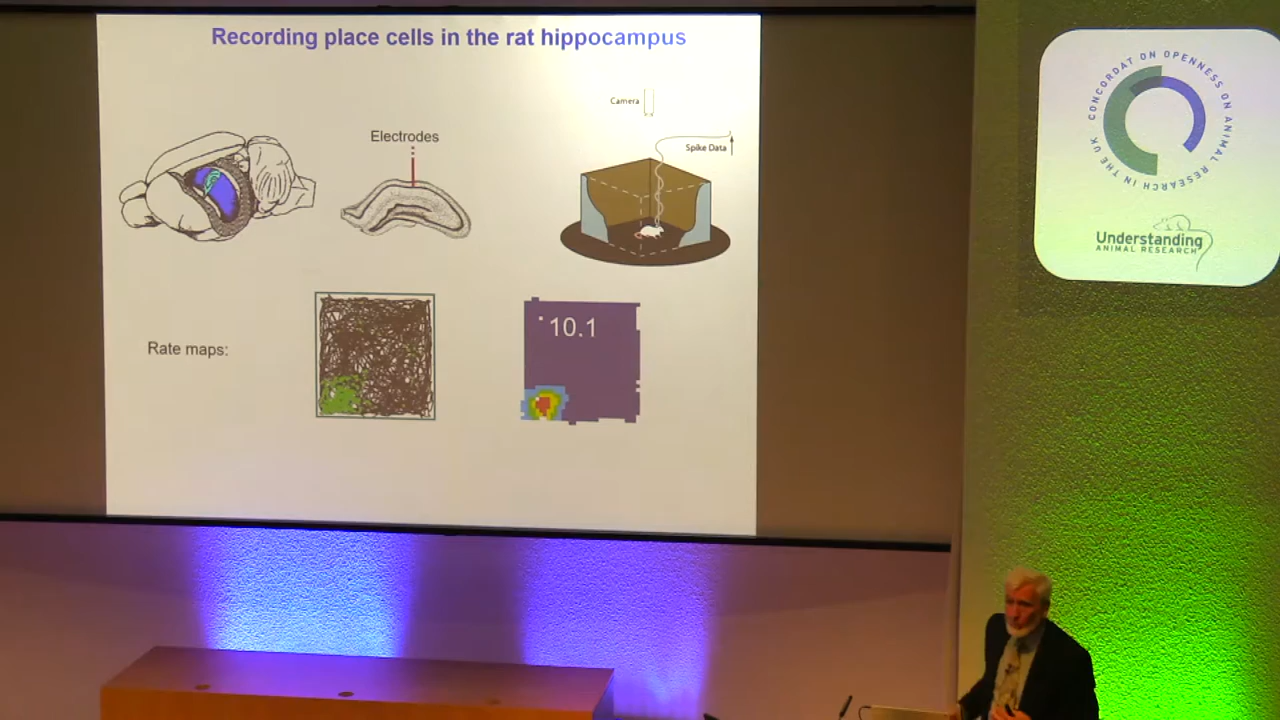 Recording place cells in the rat hippocampus
Camera
Electrodes
Spike Data
Rate maps:
10.1
CONCORDAT ON OPENNESS ON ANIMAL RESEARCH IN THE UK
Understanding
ANIMAL RESEARCH